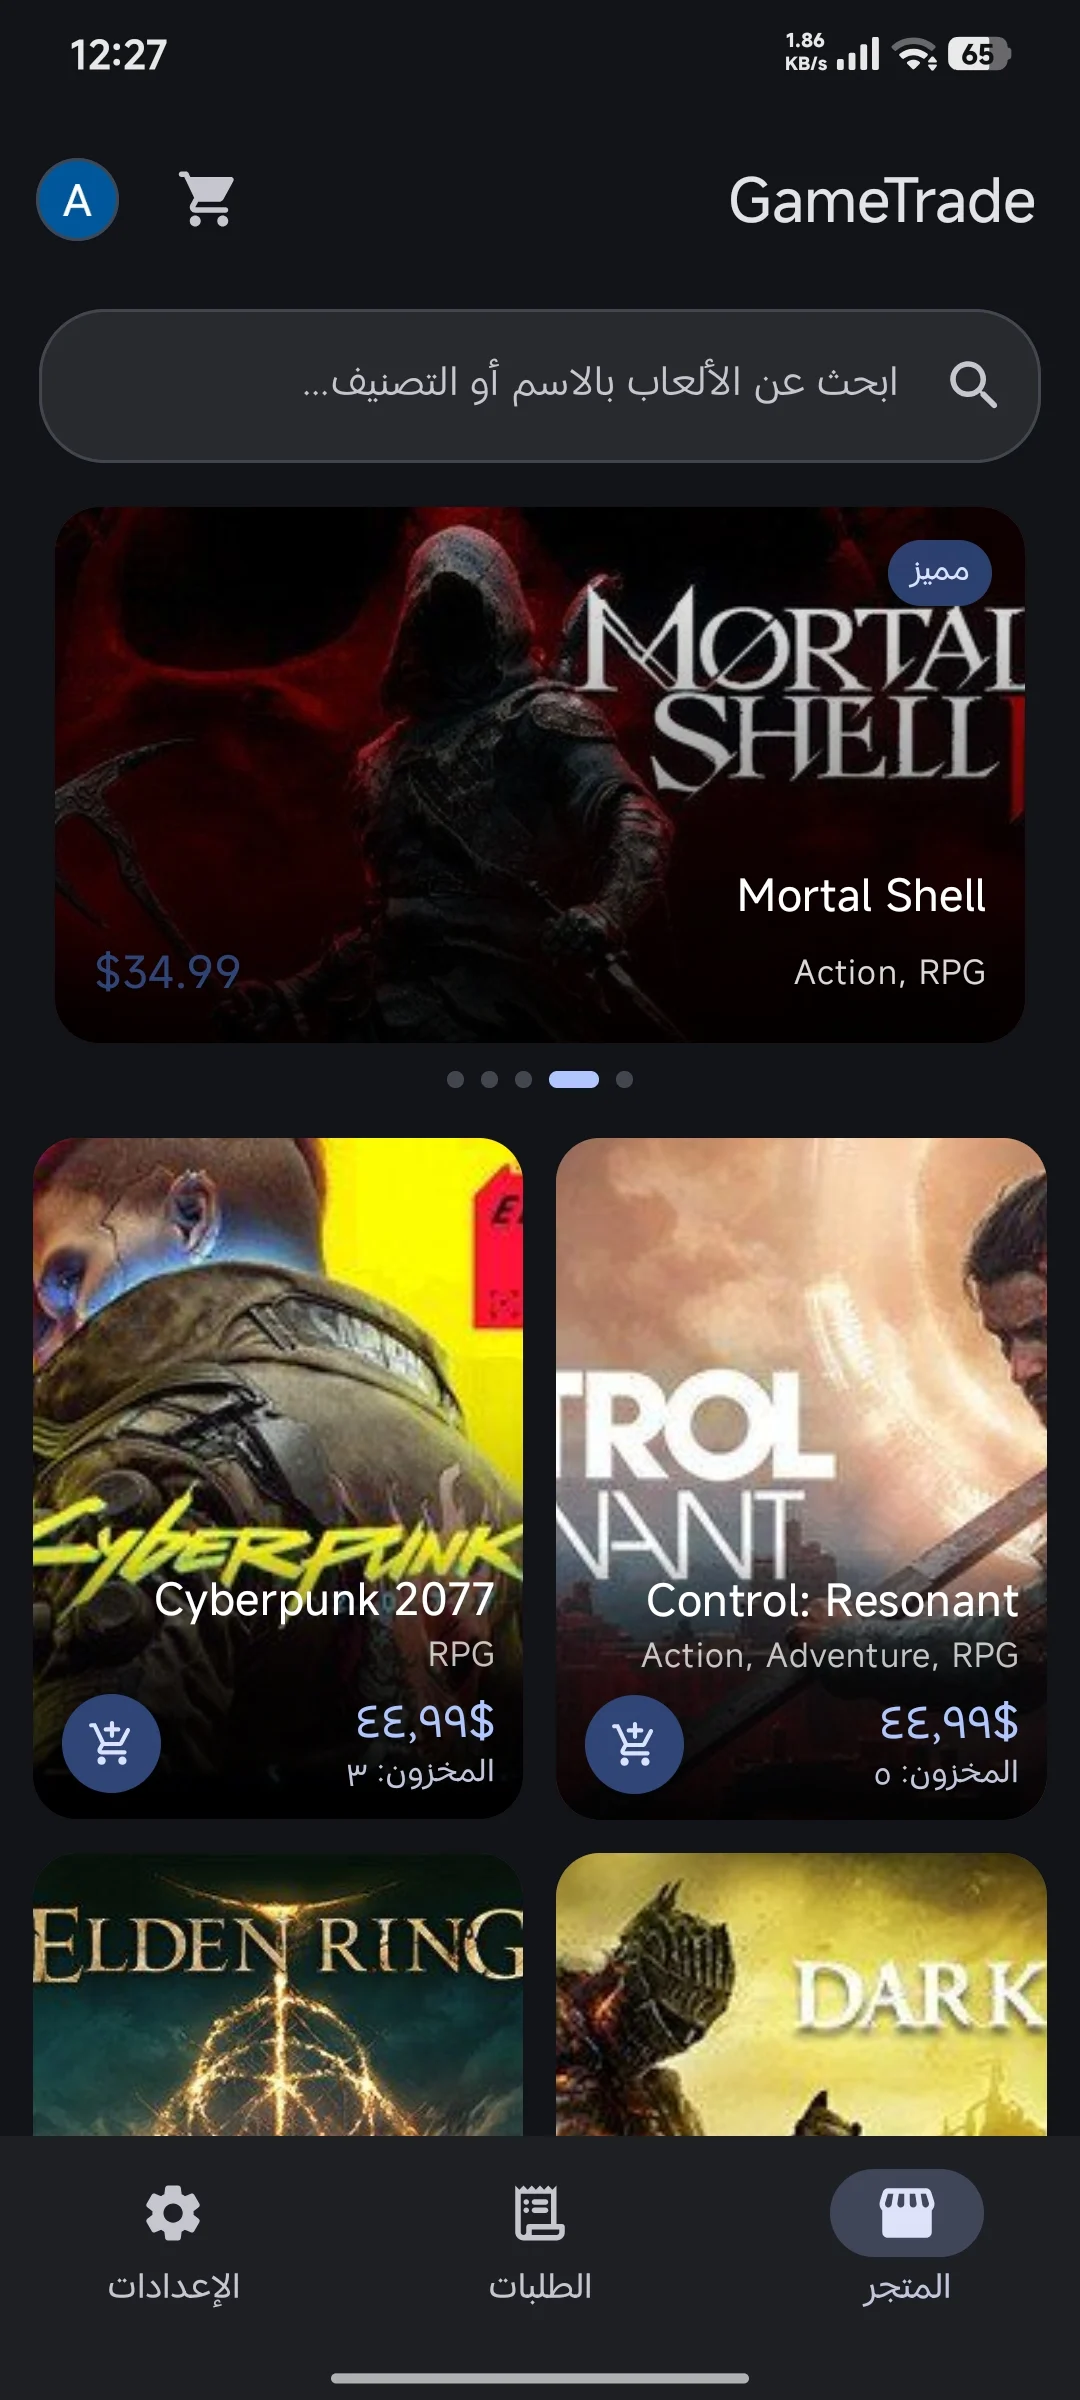 12:27
1.86
KB/s
65
A
GameTrade
ابحث عن الألعاب بالاسم أو التصنيف...
مميز
MORTAL
SHELL
Mortal Shell
$34.99
Action, RPG
CYBERPUNK
Cyberpunk 2077
RPG
٤٤,٩٩$
المخزون: ٣
TROL
NANT
Control: Resonant
Action, Adventure, RPG
٤٤,٩٩$
المخزون: ٥
ELDEN RING
DARK
المتجر
الطلبات
الإعدادات